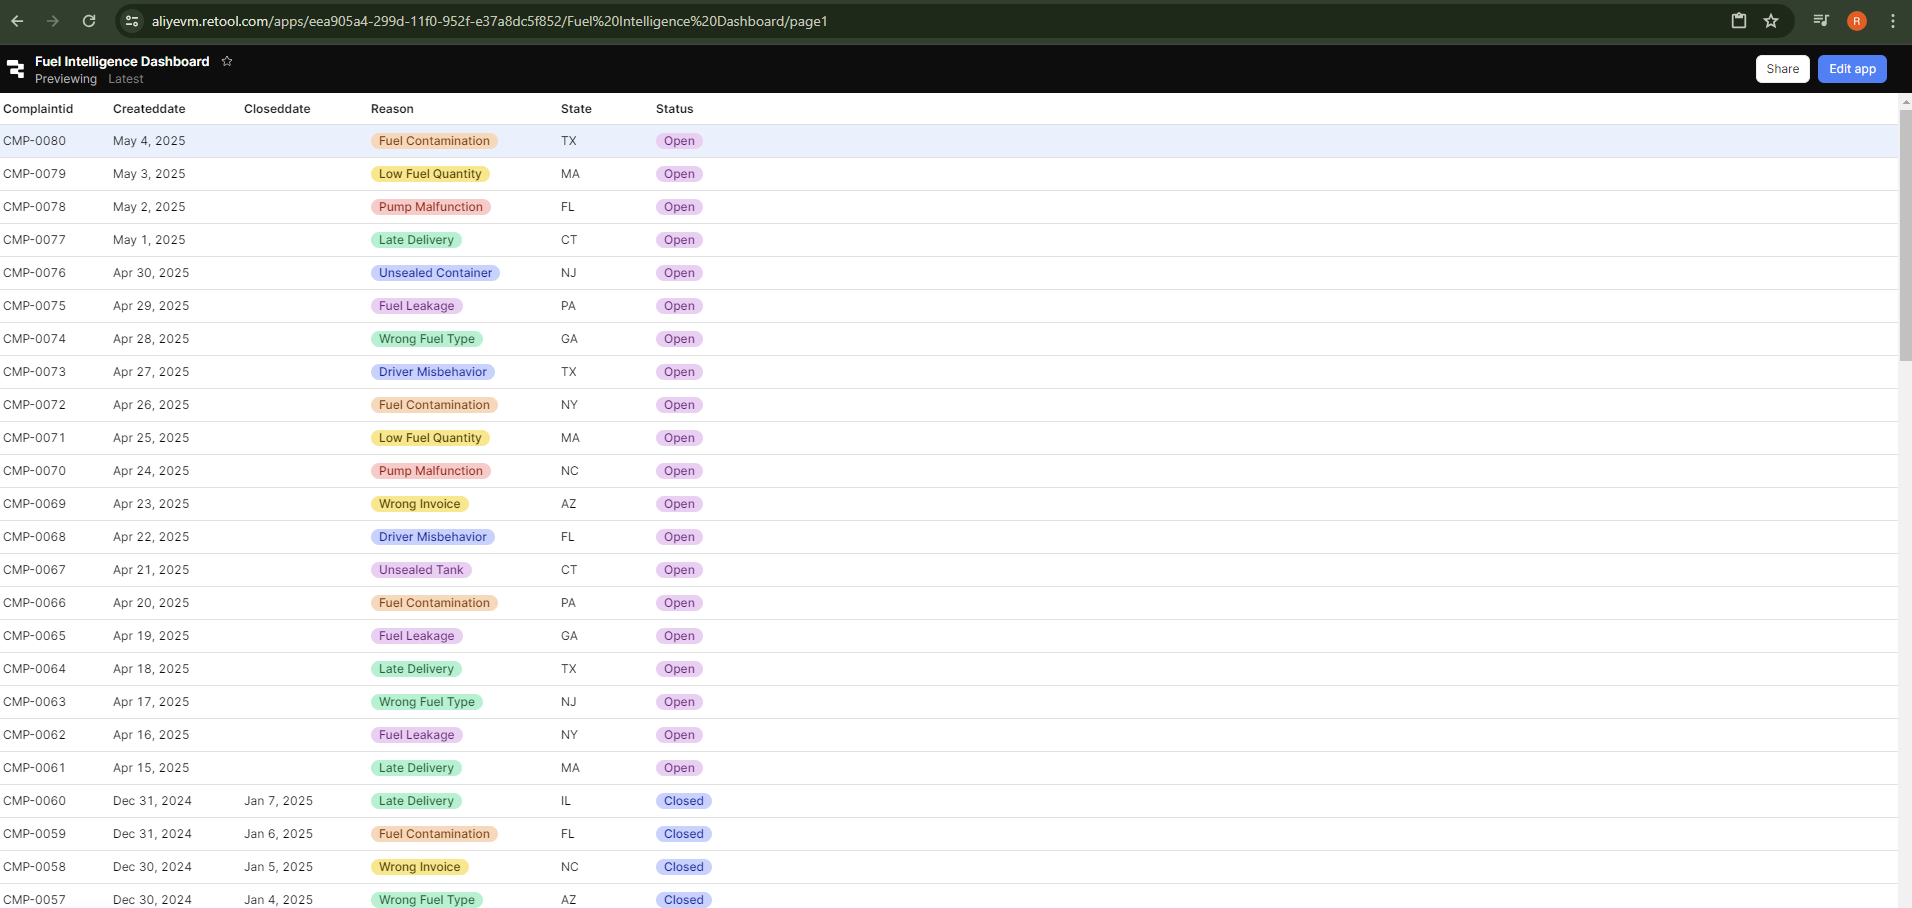 aliyevm.retool.com/apps/eea905a4-299d-11f0-952f-e37a8dc5f852/Fuel%20Intelligence%20Dashboard/page1
R
Fuel Intelligence Dashboard
Previewing Latest
Share
Edit app
Complaintid Createddate Closeddate Reason State Status
CMP-0080 May 4, 2025 Fuel Contamination TX Open
CMP-0079 May 3, 2025 Low Fuel Quantity MA Open
CMP-0078 May 2, 2025 Pump Malfunction FL Open
CMP-0077 May 1, 2025 Late Delivery CT Open
CMP-0076 Apr 30, 2025 Unsealed Container NJ Open
CMP-0075 Apr 29, 2025 Fuel Leakage PA Open
CMP-0074 Apr 28, 2025 Wrong Fuel Type GA Open
CMP-0073 Apr 27, 2025 Driver Misbehavior TX Open
CMP-0072 Apr 26, 2025 Fuel Contamination NY Open
CMP-0071 Apr 25, 2025 Low Fuel Quantity MA Open
CMP-0070 Apr 24, 2025 Pump Malfunction NC Open
CMP-0069 Apr 23, 2025 Wrong Invoice AZ Open
CMP-0068 Apr 22, 2025 Driver Misbehavior FL Open
CMP-0067 Apr 21, 2025 Unsealed Tank CT Open
CMP-0066 Apr 20, 2025 Fuel Contamination PA Open
CMP-0065 Apr 19, 2025 Fuel Leakage GA Open
CMP-0064 Apr 18, 2025 Late Delivery TX Open
CMP-0063 Apr 17, 2025 Wrong Fuel Type NJ Open
CMP-0062 Apr 16, 2025 Fuel Leakage NY Open
CMP-0061 Apr 15, 2025 Late Delivery MA Open
CMP-0060 Dec 31, 2024 Jan 7, 2025 Late Delivery IL Closed
CMP-0059 Dec 31, 2024 Jan 6, 2025 Fuel Contamination FL Closed
CMP-0058 Dec 30, 2024 Jan 5, 2025 Wrong Invoice NC Closed
CMP-0057 Dec 30, 2024 Jan 4, 2025 Wrong Fuel Type AZ Closed